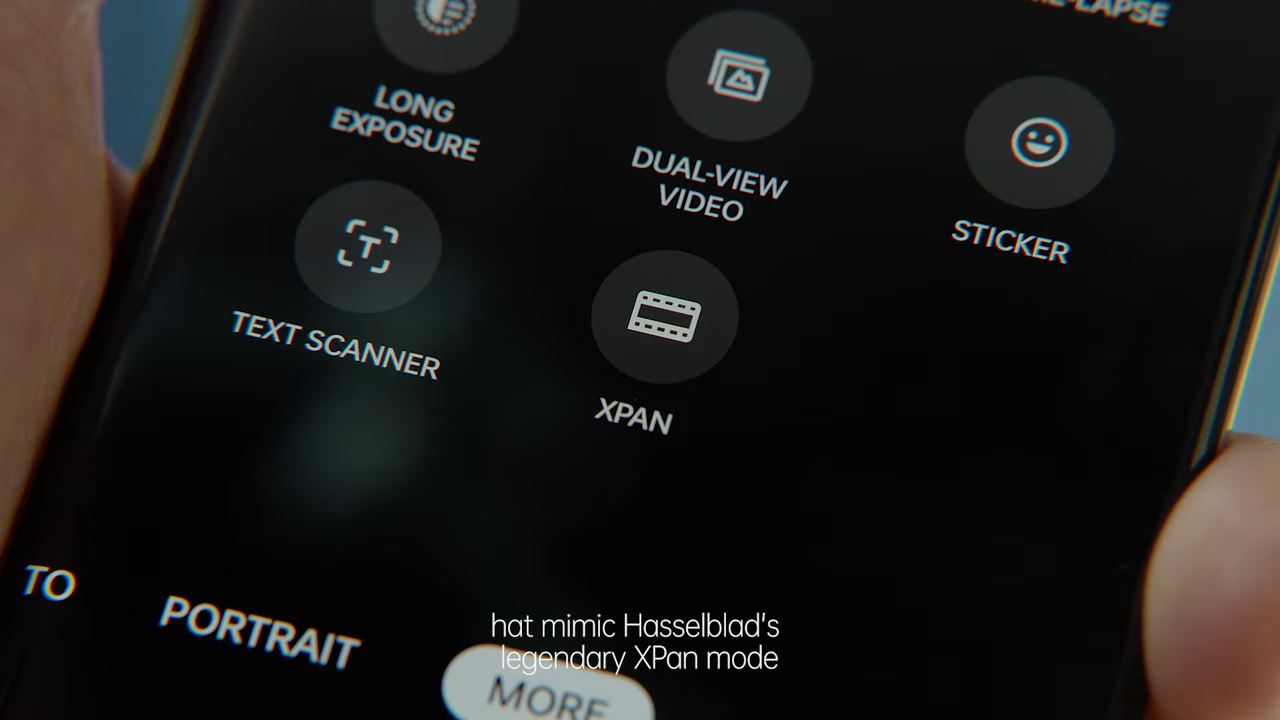 LONG
EXPOSURE
DUAL-VIEW
VIDEO
STICKER
TEXT SCANNER
XPAN
TO
PORTRAIT
MORE
hat mimic Hasselblad's
legendary XPan mode